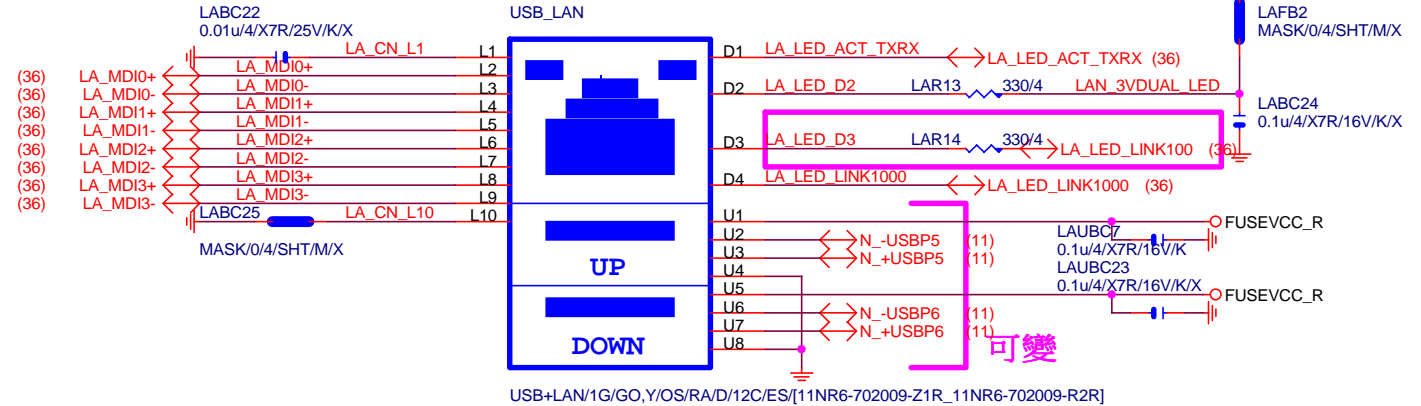 LABC22
0.01u/4/X7R/25V/K/X
USB_LAN
LAFB2
MASK/0/4/SHT/M/X
LA_CN_L1 L1 D1 LA_LED_ACT_TXRX LA_LED_ACT_TXRX (36)
(36) LA_MDI0+ LA_MDI0+ L2
(36) LA_MDI0- LA_MDI0- L3 D2 LA_LED_D2 LAR13 330/4 LAN_3VDUAL_LED
(36) LA_MDI1+ LA_MDI1+ L4
LABC24
0.1u/4/X7R/16V/K/X
(36) LA_MDI1- LA_MDI1- L5
(36) LA_MDI2+ LA_MDI2+ L6 D3 LA_LED_D3 LAR14 330/4 LA_LED_LINK100 (36)
(36) LA_MDI2- LA_MDI2- L7
(36) LA_MDI3+ LA_MDI3+ L8 D4 LA_LED_LINK1000 LA_LED_LINK1000 (36)
(36) LA_MDI3- LA_MDI3- L9
LABC25 LA_CN_L10 L10 U1 FUSEVCC_R
MASK/0/4/SHT/M/X
U2 N_-USBP5 (11)
LAUBC7
0.1u/4/X7R/16V/K
U3 N_+USBP5 (11)
UP U4
LAUBC23
0.1u/4/X7R/16V/K/X
U5 FUSEVCC_R
U6 N_-USBP6 (11)
U7 N_+USBP6 (11)
DOWN U8
可變
USB+LAN/1G/GO,Y/OS/RA/D/12C/ES/[11NR6-702009-Z1R_11NR6-702009-R2R]